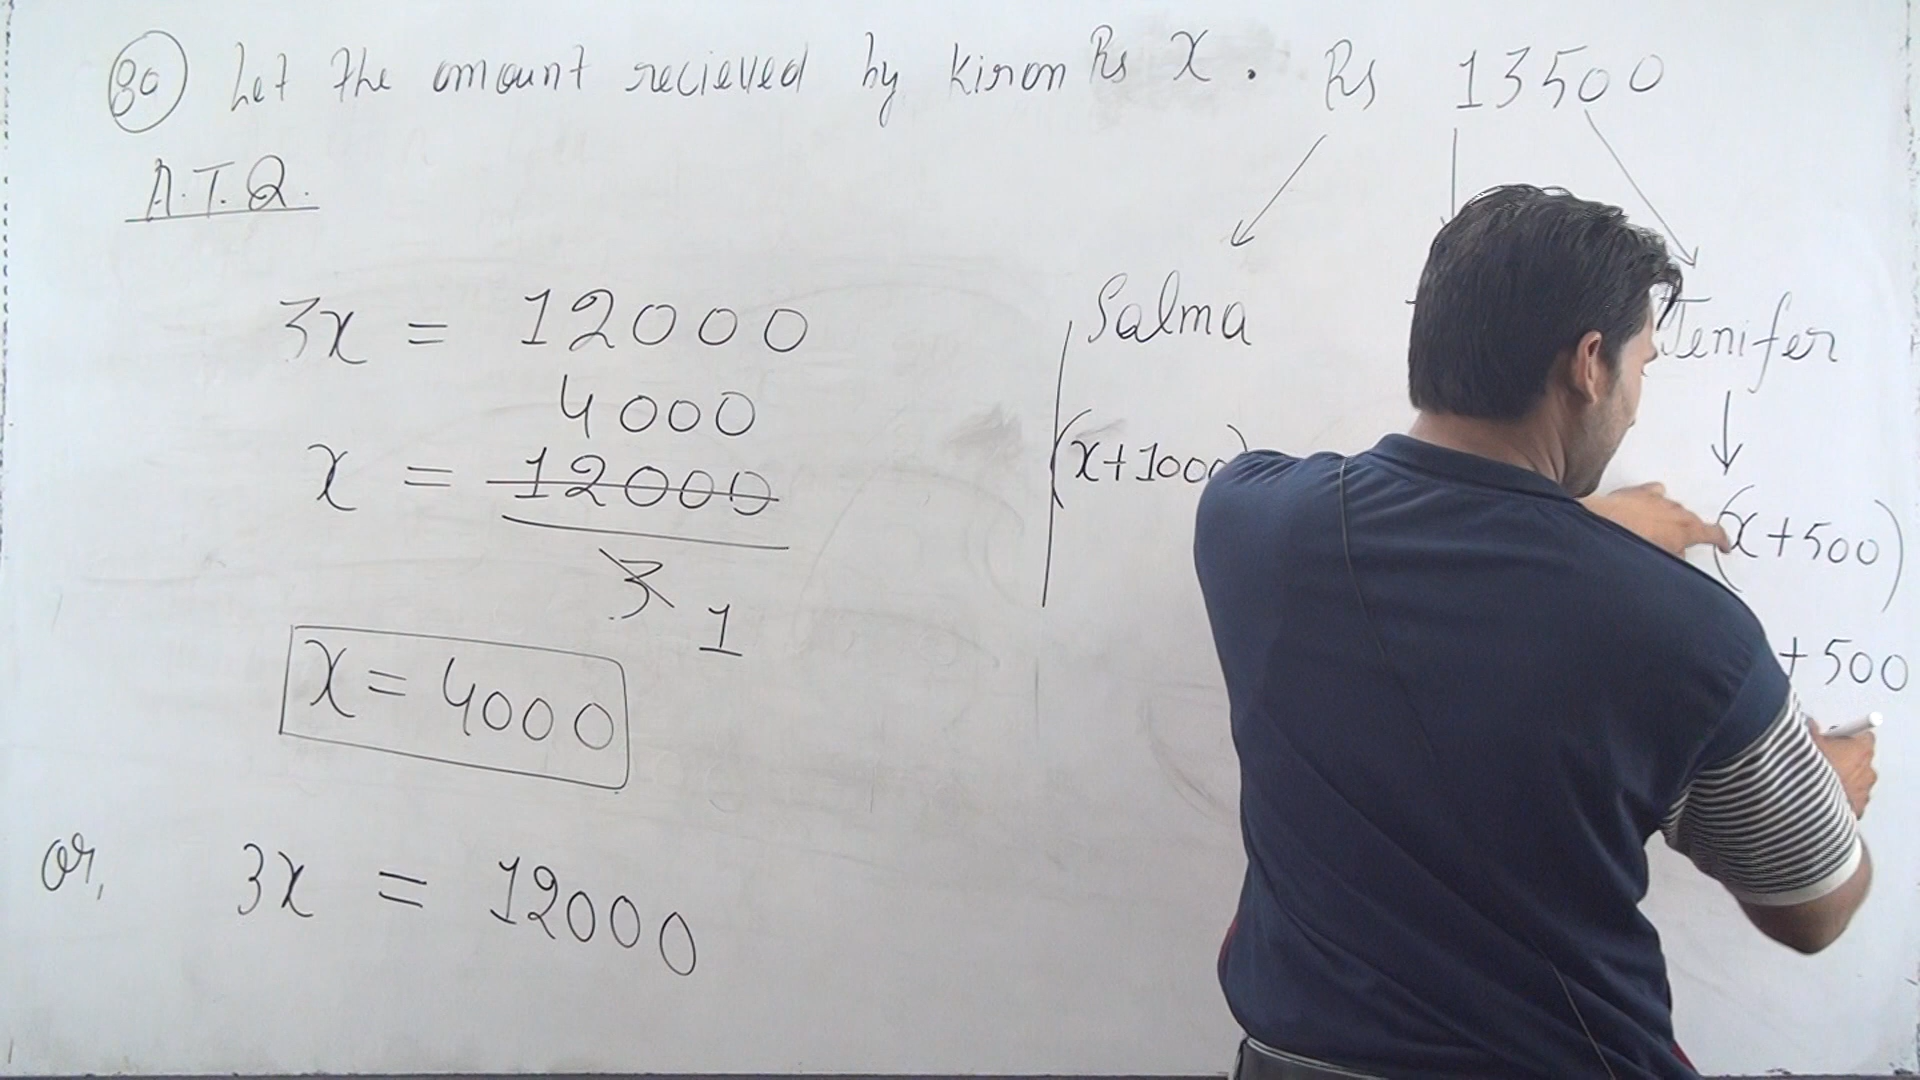 80 Let the amount recieved by Kiran Rs x . Rs 13500
A.T.Q.
3x = 12000
4000
x = 12000
3 1
x = 4000
or, 3x = 12000
Salma
(x+1000)
Jenifer
(x+500)
+ 500